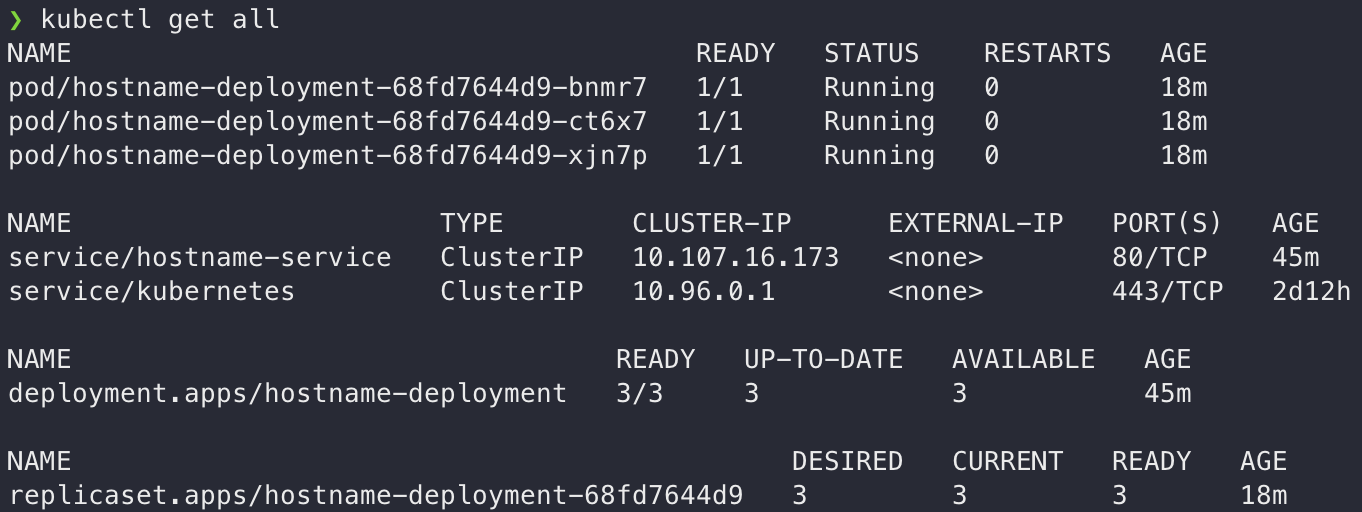 ❯ kubectl get all
NAME READY STATUS RESTARTS AGE
pod/hostname-deployment-68fd7644d9-bnmr7 1/1 Running 0 18m
pod/hostname-deployment-68fd7644d9-ct6x7 1/1 Running 0 18m
pod/hostname-deployment-68fd7644d9-xjn7p 1/1 Running 0 18m
NAME TYPE CLUSTER-IP EXTERNAL-IP PORT(S) AGE
service/hostname-service ClusterIP 10.107.16.173 <none> 80/TCP 45m
service/kubernetes ClusterIP 10.96.0.1 <none> 443/TCP 2d12h
NAME READY UP-TO-DATE AVAILABLE AGE
deployment.apps/hostname-deployment 3/3 3 3 45m
NAME DESIRED CURRENT READY AGE
replicaset.apps/hostname-deployment-68fd7644d9 3 3 3 18m